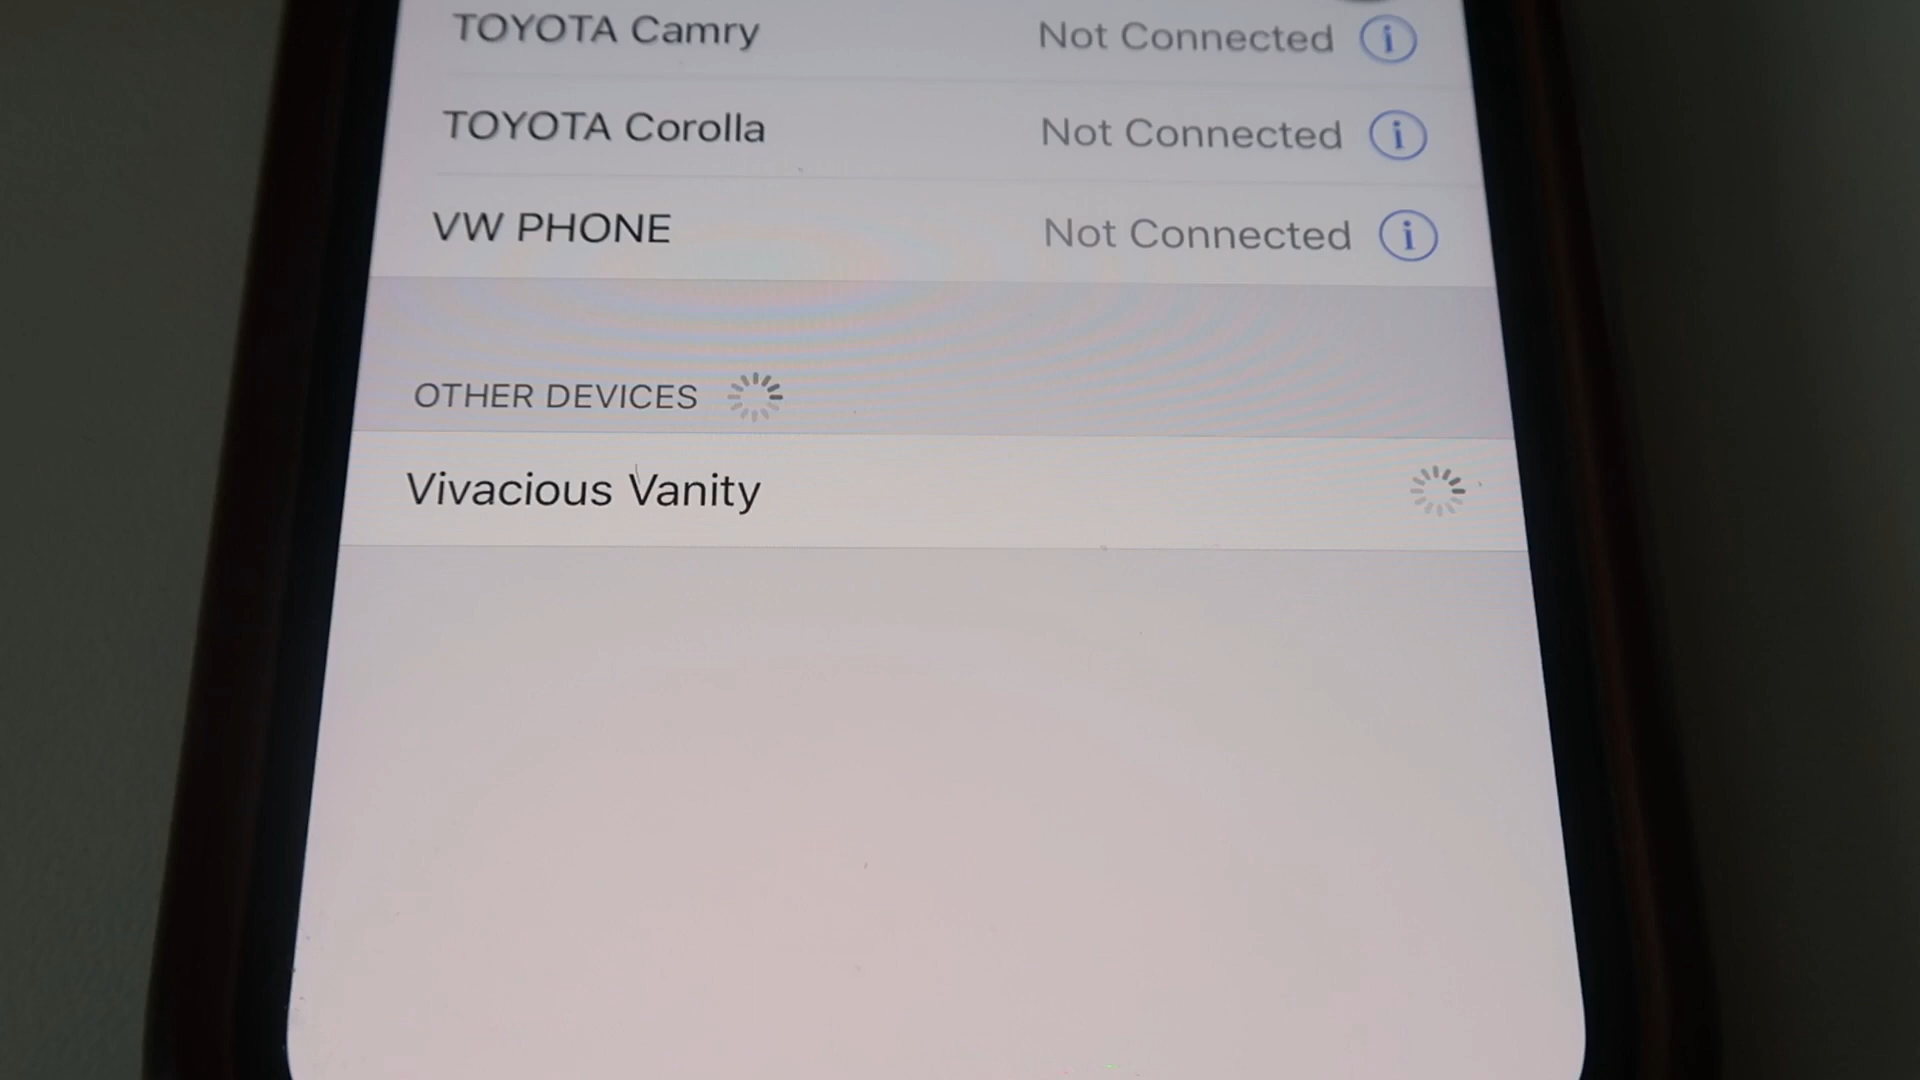 TOYOTA Camry Not Connected i
TOYOTA Corolla Not Connected i
VW PHONE Not Connected i
OTHER DEVICES
Vivacious Vanity